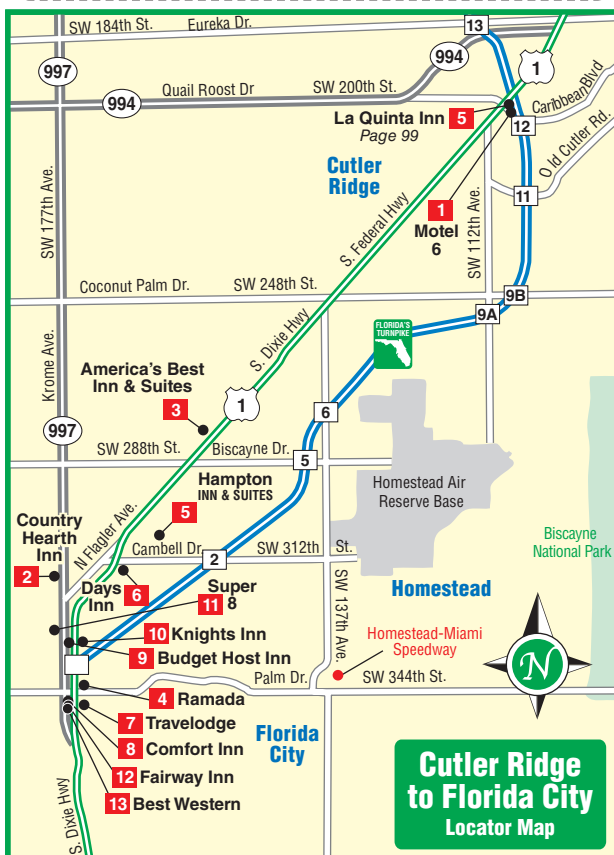 SW 184th St.
Eureka Dr.
13
997
994
1
Quail Roost Dr
SW 200th St.
994
La Quinta Inn
5
Page 99
12
Caribbean Blvd
Old Cutler Rd.
Cutler
Ridge
SW 177th Ave.
1
Motel
6
SW 112th Ave.
11
S. Federal Hwy
Coconut Palm Dr.
SW 248th St.
9B
9A
S. Dixie Hwy
FLORIDA'S
TURNPIKE
Krome Ave.
America's Best
Inn & Suites
3
1
6
997
SW 288th St.
Biscayne Dr.
5
Hampton
INN & SUITES
5
Homestead Air
Reserve Base
N Flagler Ave.
Country
Hearth
Inn
2
Cambell Dr.
2
SW 312th St.
Biscayne
National Park
Days
Inn
6
Super
8
11
Homestead
SW 137th Ave.
10 Knights Inn
9 Budget Host Inn
Homestead-Miami
Speedway
N
Palm Dr.
SW 344th St.
4 Ramada
7 Travelodge
8 Comfort Inn
12 Fairway Inn
13 Best Western
Florida
City
S. Dixie Hwy
Cutler Ridge
to Florida City
Locator Map